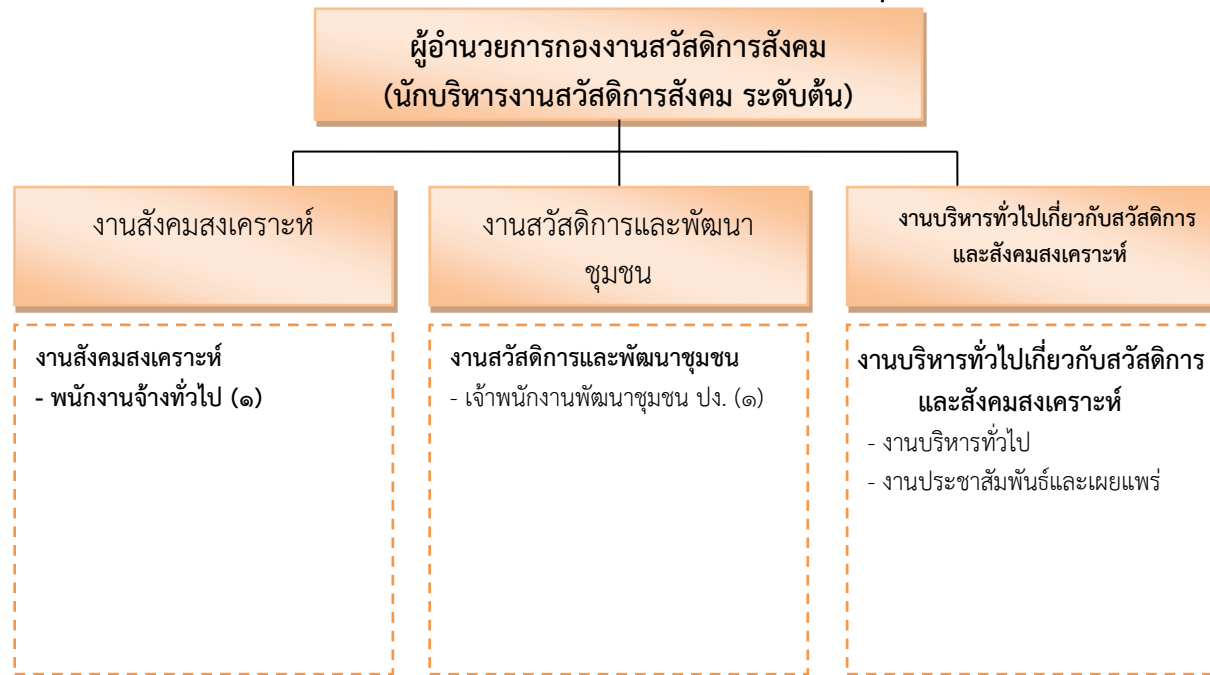 ผู้อำนวยการกองงานสวัสดิการสังคม
(นักบริหารงานสวัสดิการสังคม ระดับต้น)
งานสังคมสงเคราะห์
งานสวัสดิการและพัฒนา
ชุมชน
งานบริหารทั่วไปเกี่ยวกับสวัสดิการ
และสังคมสงเคราะห์
งานสังคมสงเคราะห์
- พนักงานจ้างทั่วไป (๑)
งานสวัสดิการและพัฒนาชุมชน
- เจ้าพนักงานพัฒนาชุมชน ปง. (๑)
งานบริหารทั่วไปเกี่ยวกับสวัสดิการ
และสังคมสงเคราะห์
- งานบริหารทั่วไป
- งานประชาสัมพันธ์และเผยแพร่